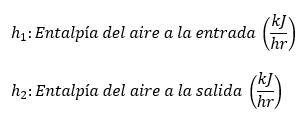 h₁: Entalpía del aire a la entrada (kJ/hr)
h₂: Entalpía del aire a la salida (kJ/hr)